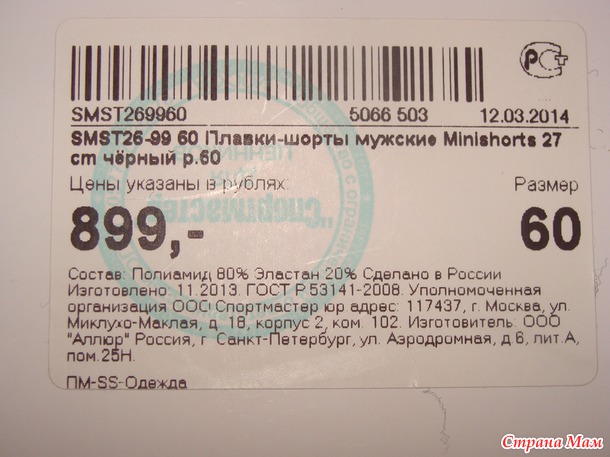 РСТ
SMST269960 5066 503 12.03.2014
SMST26-99 60 Плавки-шорты мужские Minishorts 27
cm чёрный р.60
Цены указаны в рублях: Размер
899,- 60
"Спортмастер"
Состав: Полиамид 80% Эластан 20% Сделано в России
Изготовлено: 11.2013. ГОСТ Р 53141-2008. Уполномоченная
организация ООО Спортмастер юр адрес: 117437, г. Москва, ул.
Миклухо-Маклая, д. 18, корпус 2, ком. 102. Изготовитель: ООО
"Аллюр" Россия, г. Санкт-Петербург, ул. Аэродромная, д.6, лит.А,
пом.25Н.
ПМ-SS-Одежда
Страна Мам